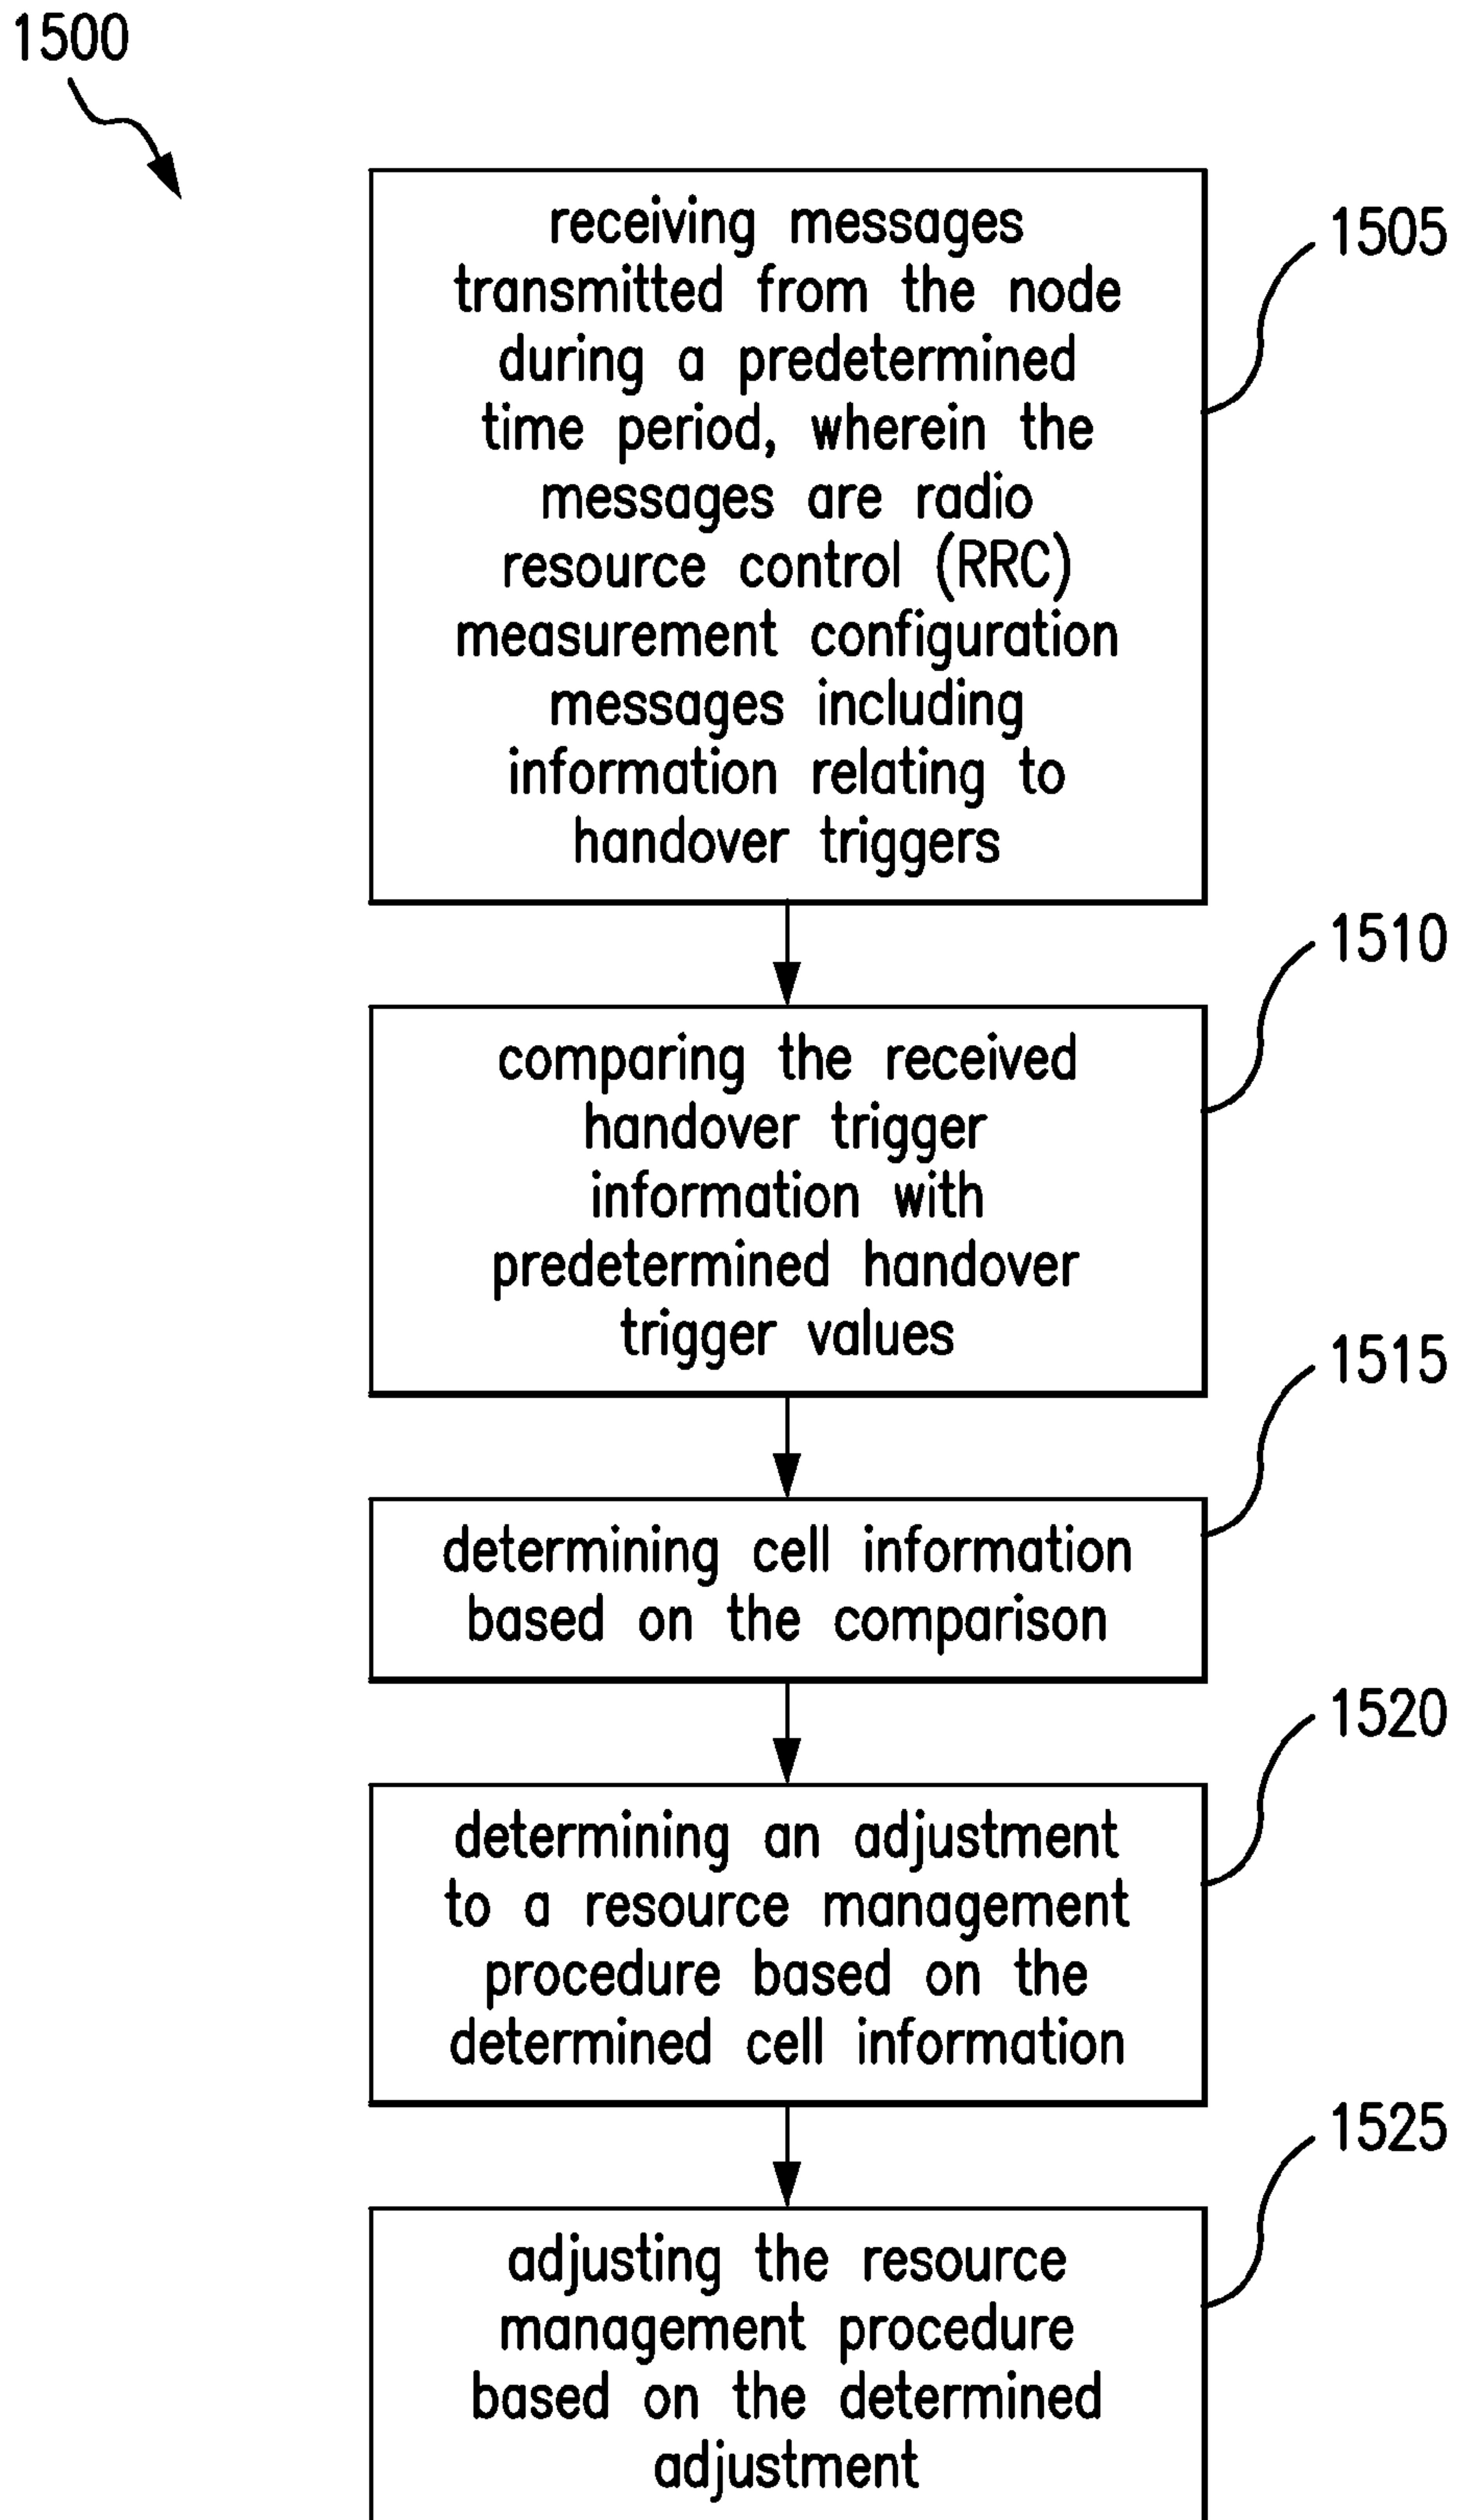 1500
receiving messages
transmitted from the node
during a predetermined
time period, wherein the
messages are radio
resource control (RRC)
measurement configuration
messages including
information relating to
handover triggers
1505
comparing the received
handover trigger
information with
predetermined handover
trigger values
1510
determining cell information
based on the comparison
1515
determining an adjustment
to a resource management
procedure based on the
determined cell information
1520
adjusting the resource
management procedure
based on the determined
adjustment
1525